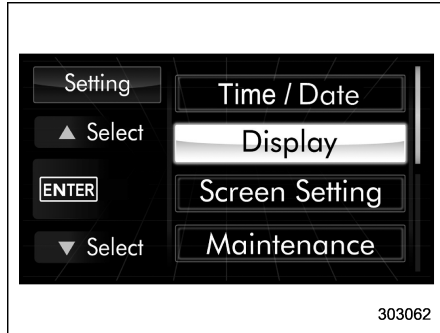 Setting
▲ Select
ENTER
▼ Select
Time / Date
Display
Screen Setting
Maintenance
303062